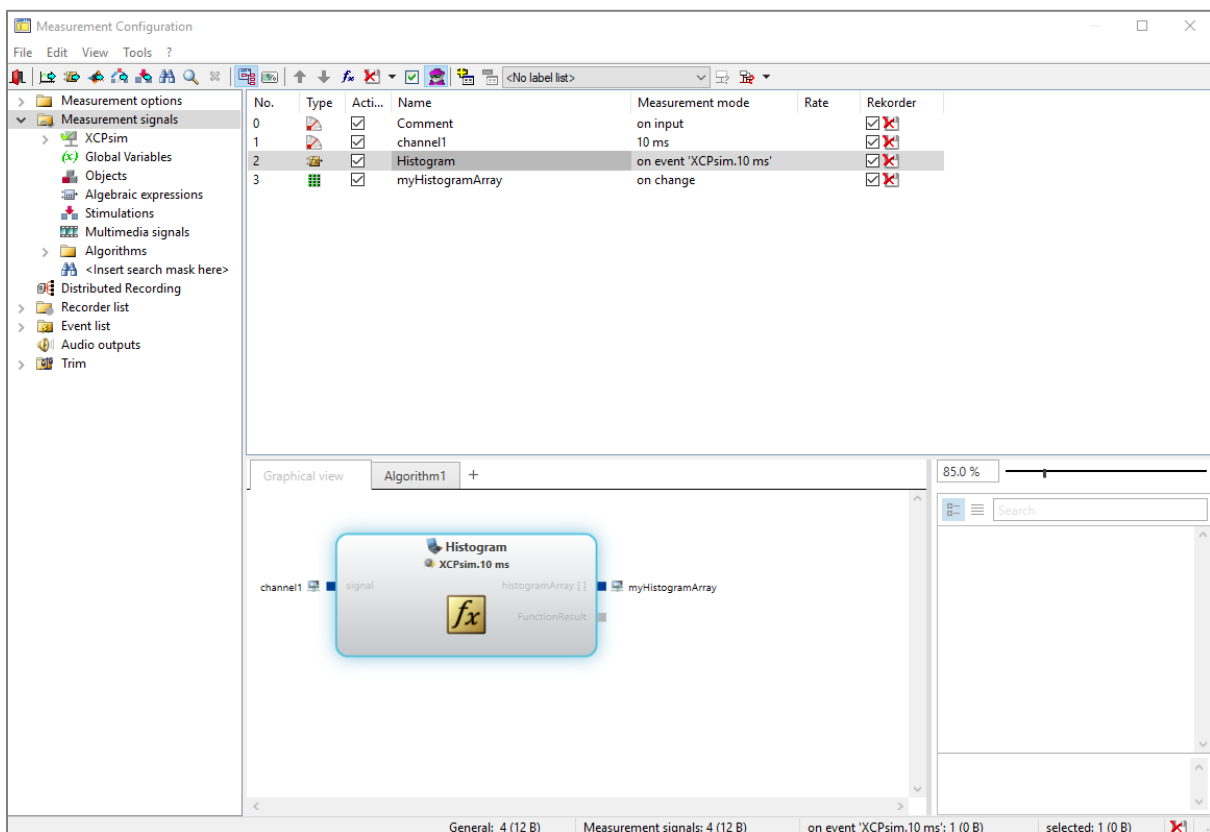 Measurement Configuration
File Edit View Tools ?
<No label list>
Measurement options
Measurement signals
XCPsim
(x) Global Variables
Objects
Algebraic expressions
Stimulations
Multimedia signals
Algorithms
<Insert search mask here>
Distributed Recording
Recorder list
Event list
Audio outputs
Trim
No. Type Acti... Name Measurement mode Rate Rekorder
0 Comment on input
1 channel1 10 ms
2 Histogram on event 'XCPsim.10 ms'
3 myHistogramArray on change
Graphical view Algorithm1 +
85.0 %
Search
Histogram
XCPsim.10 ms
channel1 signal histogramArray [ ] myHistogramArray
fx FunctionResult
General: 4 (12 B) Measurement signals: 4 (12 B) on event 'XCPsim.10 ms': 1 (0 B) selected: 1 (0 B)